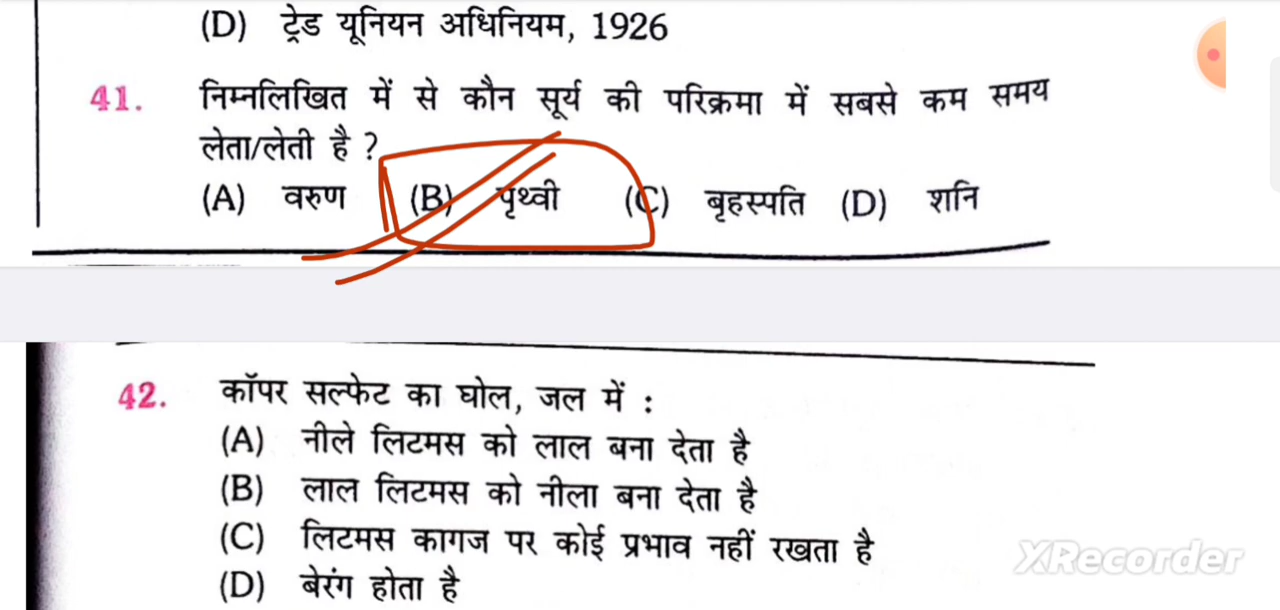 (D) ट्रेड यूनियन अधिनियम, 1926
41. निम्नलिखित में से कौन सूर्य की परिक्रमा में सबसे कम समय
लेता/लेती है ?
(A) वरुण (B) पृथ्वी (C) बृहस्पति (D) शनि
42. कॉपर सल्फेट का घोल, जल में :
(A) नीले लिटमस को लाल बना देता है
(B) लाल लिटमस को नीला बना देता है
(C) लिटमस कागज पर कोई प्रभाव नहीं रखता है
(D) बेरंग होता है
XRecorder